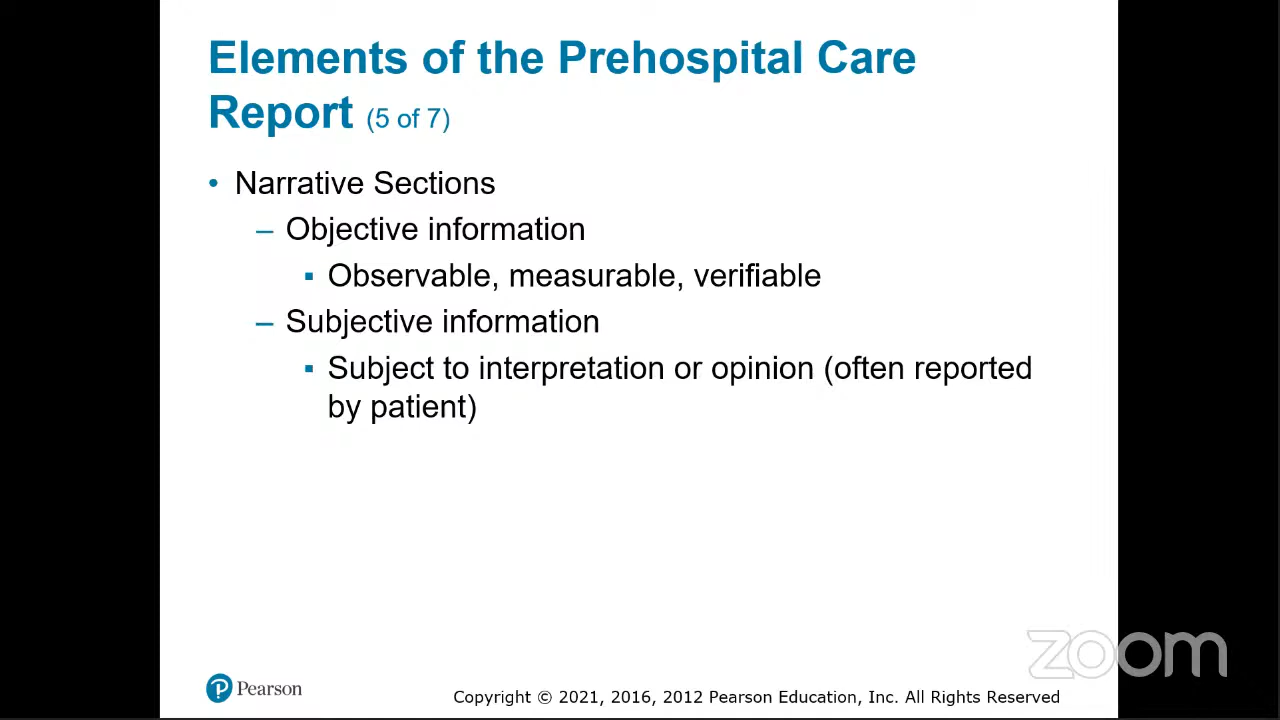 Elements of the Prehospital Care
Report (5 of 7)
• Narrative Sections
– Objective information
▪ Observable, measurable, verifiable
– Subjective information
▪ Subject to interpretation or opinion (often reported
by patient)
zoom
Pearson
Copyright © 2021, 2016, 2012 Pearson Education, Inc. All Rights Reserved